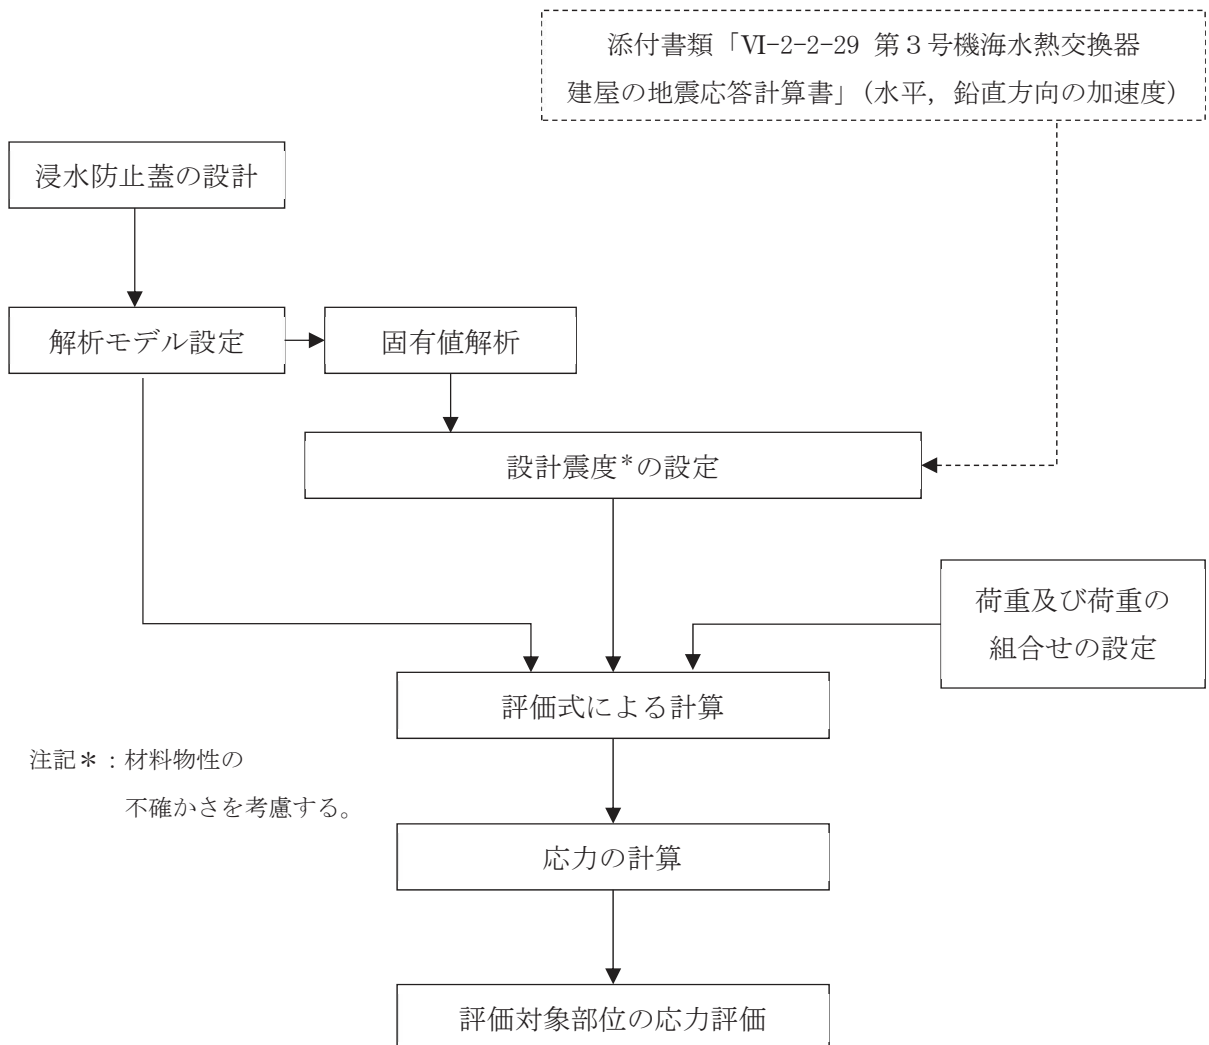 添付書類「Ⅵ-2-2-29 第３号機海水熱交換器
建屋の地震応答計算書」（水平，鉛直方向の加速度）
浸水防止蓋の設計
解析モデル設定
固有値解析
設計震度*の設定
荷重及び荷重の
組合せの設定
評価式による計算
注記＊：材料物性の
不確かさを考慮する。
応力の計算
評価対象部位の応力評価